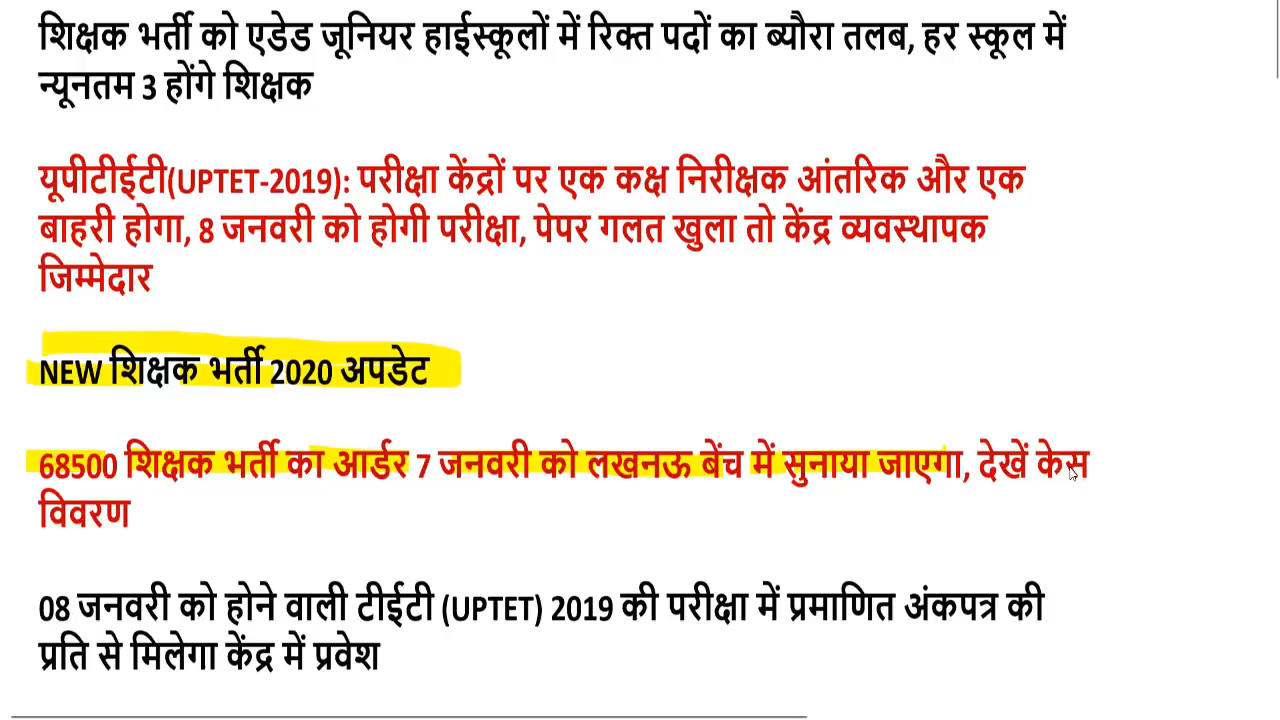 शिक्षक भर्ती को एडेड जूनियर हाईस्कूलों में रिक्त पदों का ब्यौरा तलब, हर स्कूल में
न्यूनतम 3 होंगे शिक्षक
यूपीटीईटी(UPTET-2019): परीक्षा केंद्रों पर एक कक्ष निरीक्षक आंतरिक और एक
बाहरी होगा, 8 जनवरी को होगी परीक्षा, पेपर गलत खुला तो केंद्र व्यवस्थापक
जिम्मेदार
NEW शिक्षक भर्ती 2020 अपडेट
68500 शिक्षक भर्ती का आर्डर 7 जनवरी को लखनऊ बेंच में सुनाया जाएगा, देखें केस
विवरण
08 जनवरी को होने वाली टीईटी (UPTET) 2019 की परीक्षा में प्रमाणित अंकपत्र की
प्रति से मिलेगा केंद्र में प्रवेश